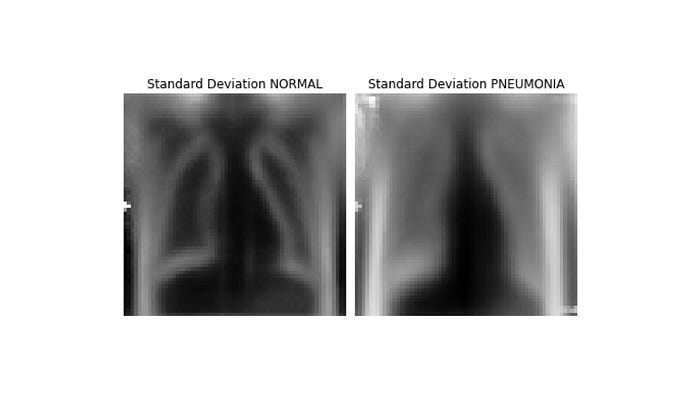 Standard Deviation NORMAL
Standard Deviation PNEUMONIA